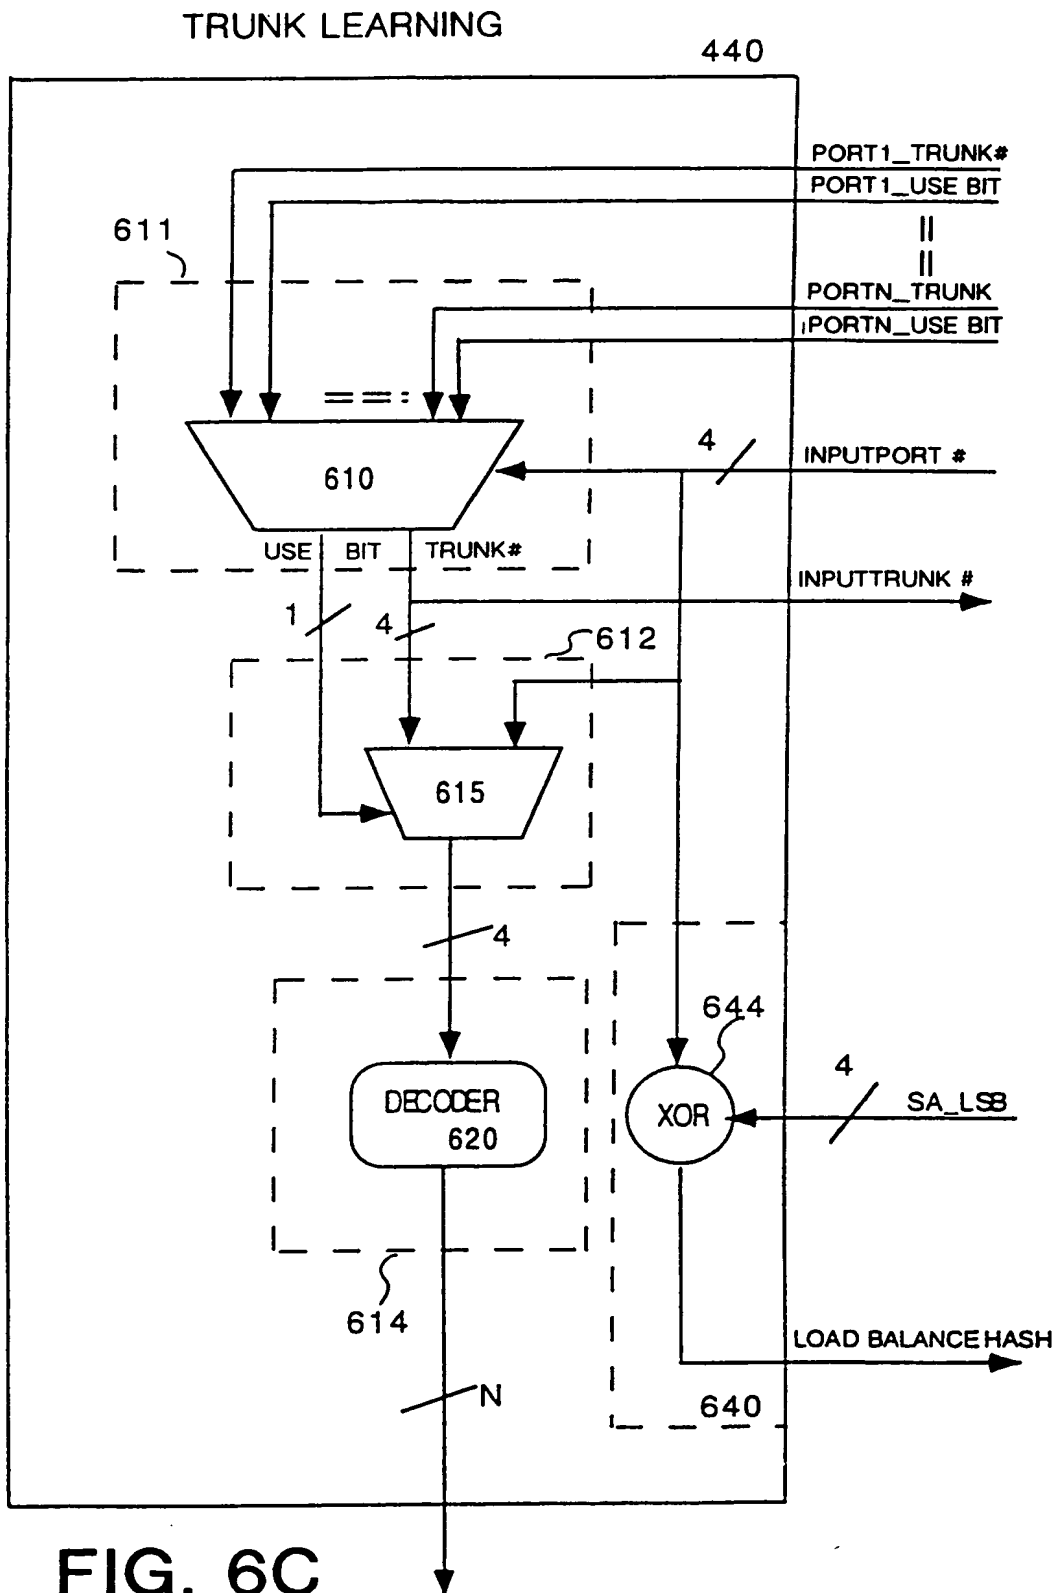 TRUNK LEARNING
440
PORT1_TRUNK#
PORT1_USE BIT
611
PORTN_TRUNK
PORTN_USE BIT
4
INPUTPORT #
610
USE BIT TRUNK#
INPUTTRUNK #
1
4
612
615
4
644
4
DECODER
620
XOR
SA_LSB
614
LOAD BALANCE HASH
N
640
FIG. 6C